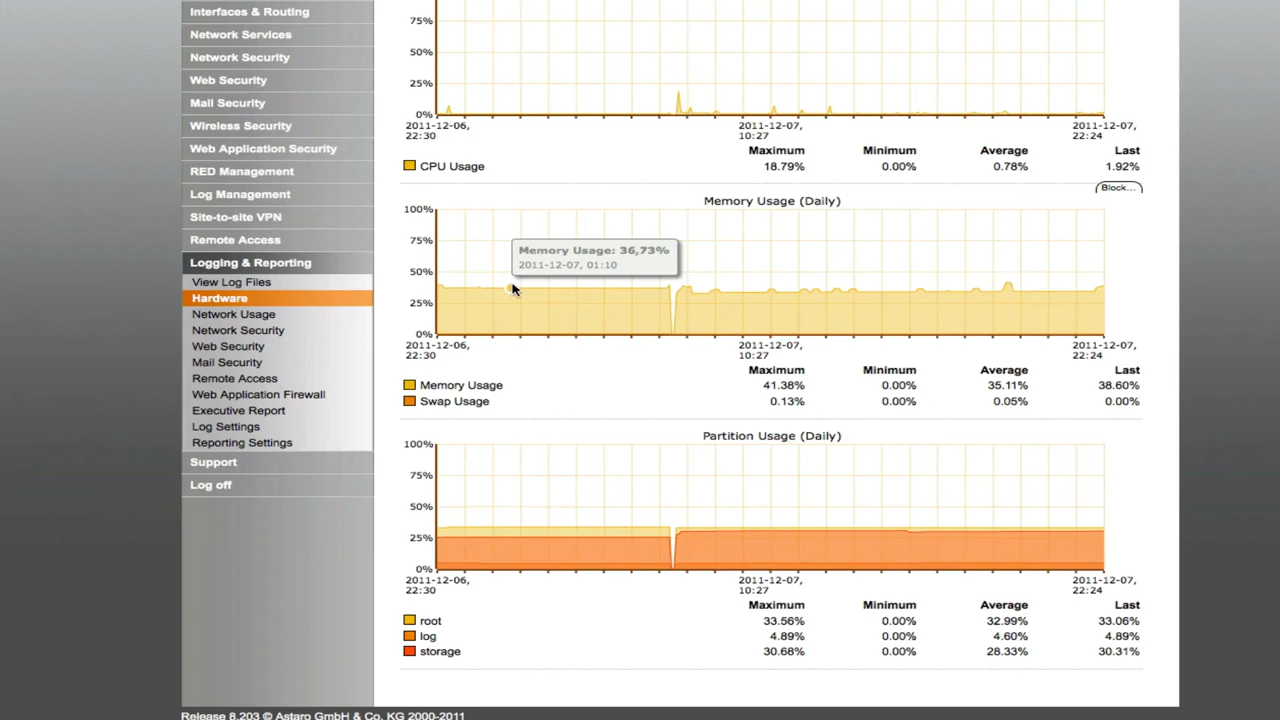 Interfaces & Routing
Network Services
Network Security
Web Security
Mail Security
Wireless Security
Web Application Security
RED Management
Log Management
Site-to-site VPN
Remote Access
Logging & Reporting
View Log Files
Hardware
Network Usage
Network Security
Web Security
Mail Security
Remote Access
Web Application Firewall
Executive Report
Log Settings
Reporting Settings
Support
Log off
75%
50%
25%
0%
2011-12-06, 22:30
2011-12-07, 10:27
2011-12-07, 22:24
Maximum Minimum Average Last
CPU Usage 18.79% 0.00% 0.78% 1.92%
Block...
Memory Usage (Daily)
100%
75%
50%
25%
0%
Memory Usage: 36,73%
2011-12-07, 01:10
2011-12-06, 22:30
2011-12-07, 10:27
2011-12-07, 22:24
Maximum Minimum Average Last
Memory Usage 41.38% 0.00% 35.11% 38.60%
Swap Usage 0.13% 0.00% 0.05% 0.00%
Partition Usage (Daily)
100%
75%
50%
25%
0%
2011-12-06, 22:30
2011-12-07, 10:27
2011-12-07, 22:24
Maximum Minimum Average Last
root 33.56% 0.00% 32.99% 33.06%
log 4.89% 0.00% 4.60% 4.89%
storage 30.68% 0.00% 28.33% 30.31%
Release 8.203 © Astaro GmbH & Co. KG 2000-2011